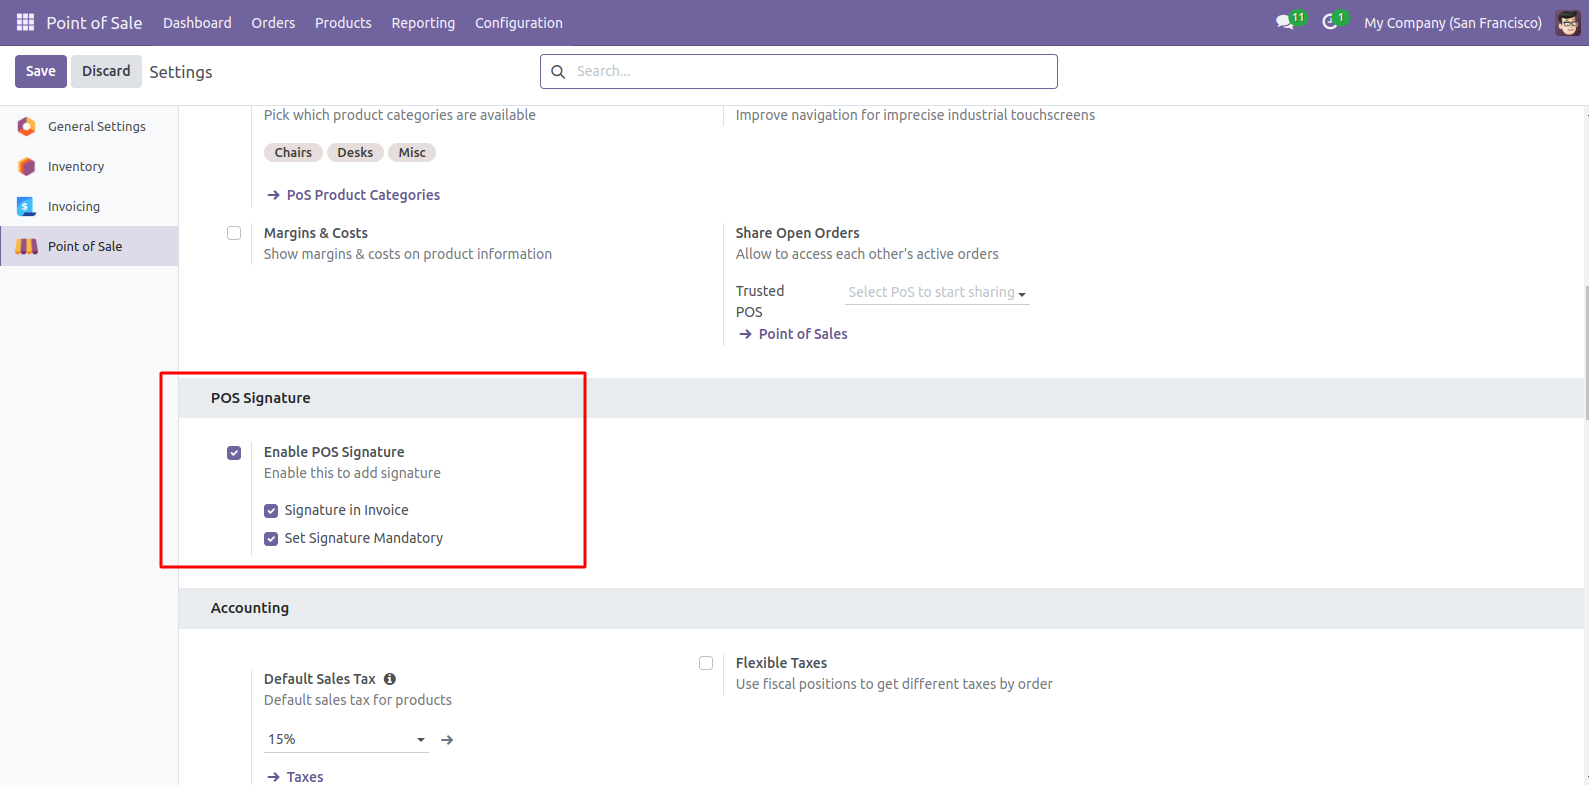 Point of Sale Dashboard Orders Products Reporting Configuration 11 1 My Company (San Francisco)
Save Discard Settings Search...
General Settings
Inventory
Invoicing
Point of Sale
Pick which product categories are available
Chairs Desks Misc
→ PoS Product Categories
Improve navigation for imprecise industrial touchscreens
Margins & Costs
Show margins & costs on product information
Share Open Orders
Allow to access each other's active orders
Trusted
POS
Select PoS to start sharing
→ Point of Sales
POS Signature
Enable POS Signature
Enable this to add signature
Signature in Invoice
Set Signature Mandatory
Accounting
Default Sales Tax
Default sales tax for products
15%
→ Taxes
Flexible Taxes
Use fiscal positions to get different taxes by order